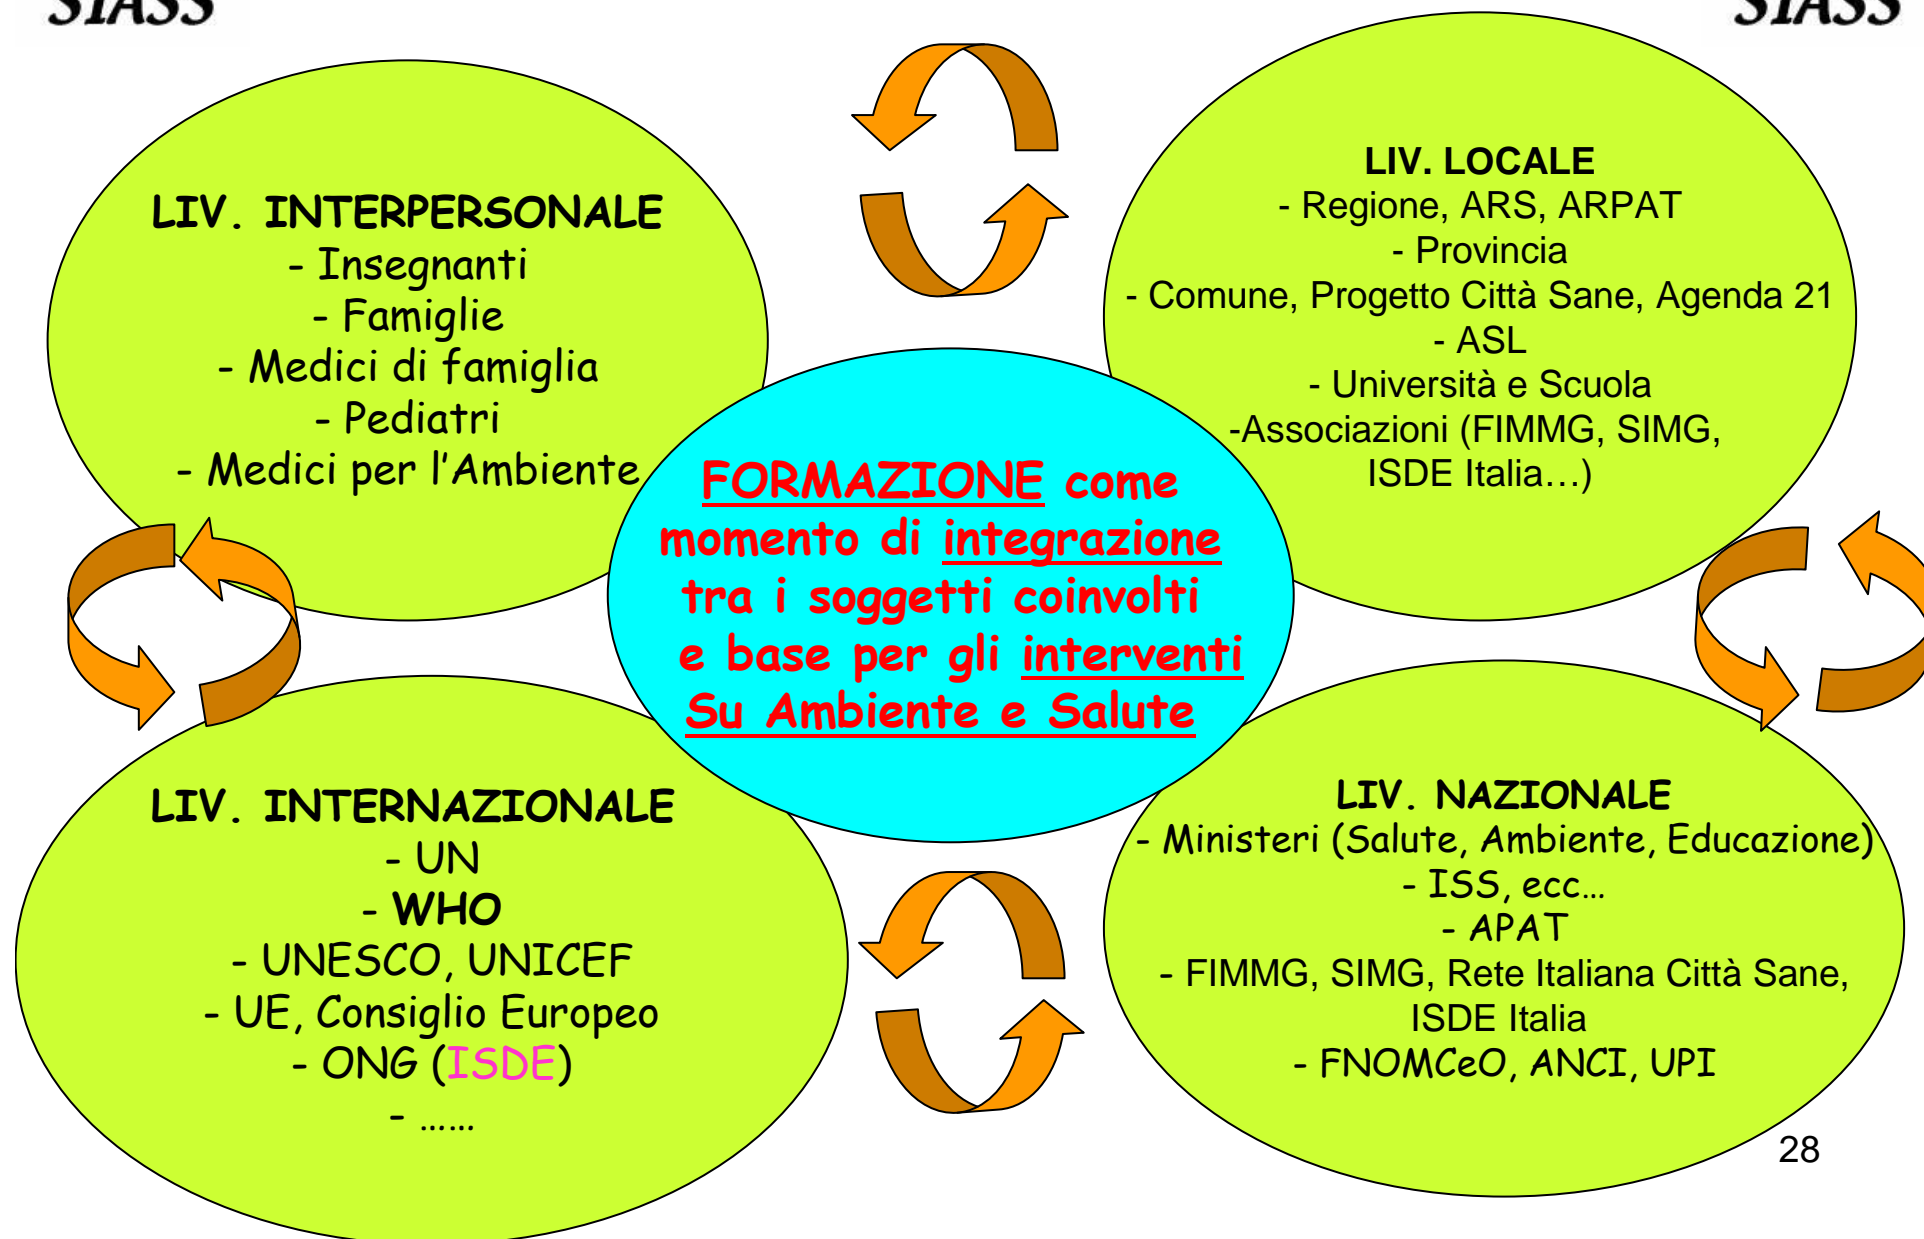 SIASS
SIASS
LIV. INTERPERSONALE
- Insegnanti
- Famiglie
- Medici di famiglia
- Pediatri
- Medici per l'Ambiente
LIV. LOCALE
- Regione, ARS, ARPAT
- Provincia
- Comune, Progetto Città Sane, Agenda 21
- ASL
- Università e Scuola
-Associazioni (FIMMG, SIMG,
ISDE Italia…)
FORMAZIONE come
momento di integrazione
tra i soggetti coinvolti
e base per gli interventi
Su Ambiente e Salute
LIV. INTERNAZIONALE
- UN
- WHO
- UNESCO, UNICEF
- UE, Consiglio Europeo
- ONG (ISDE)
- ……
LIV. NAZIONALE
- Ministeri (Salute, Ambiente, Educazione)
- ISS, ecc…
- APAT
- FIMMG, SIMG, Rete Italiana Città Sane,
ISDE Italia
- FNOMCeO, ANCI, UPI
28